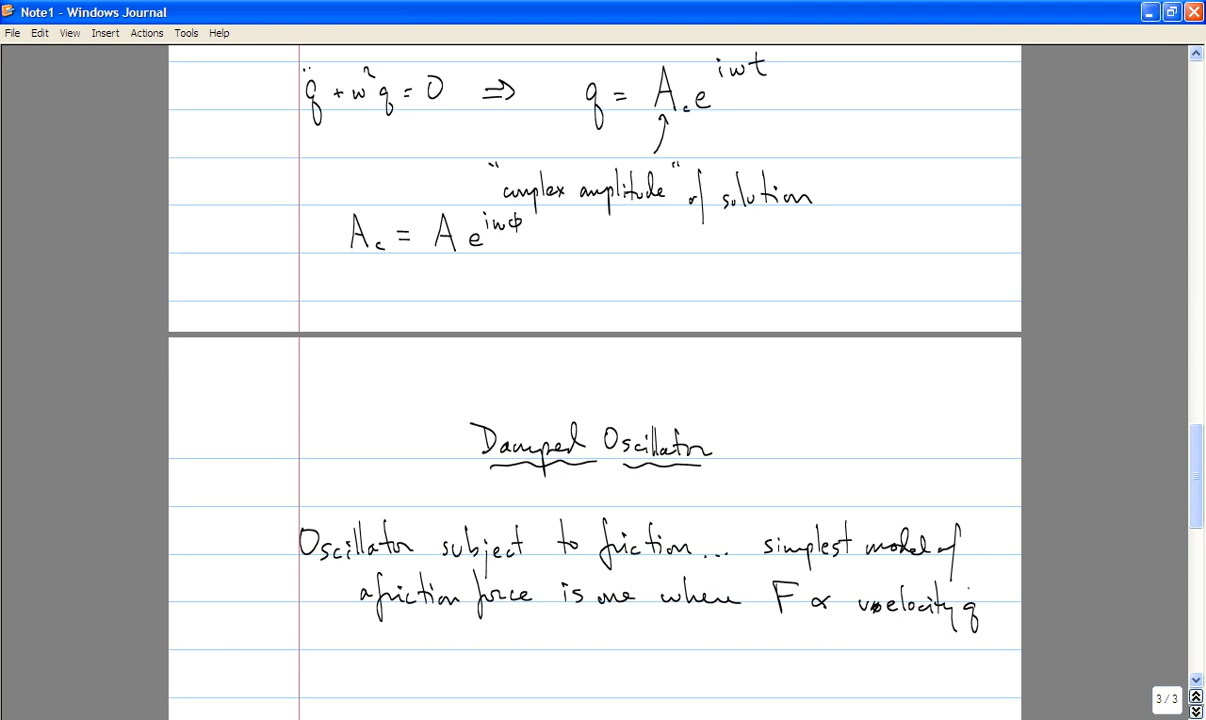 Note1 - Windows Journal
File Edit View Insert Actions Tools Help
q̈ + ω²q = 0 ⇒ q = A_c e^{iωt}
"complex amplitude" of solution
A_c = A e^{iωϕ}
Damped Oscillator
Oscillator subject to friction... simplest model of
a friction force is one where F ∝ velocity q̇
3 / 3